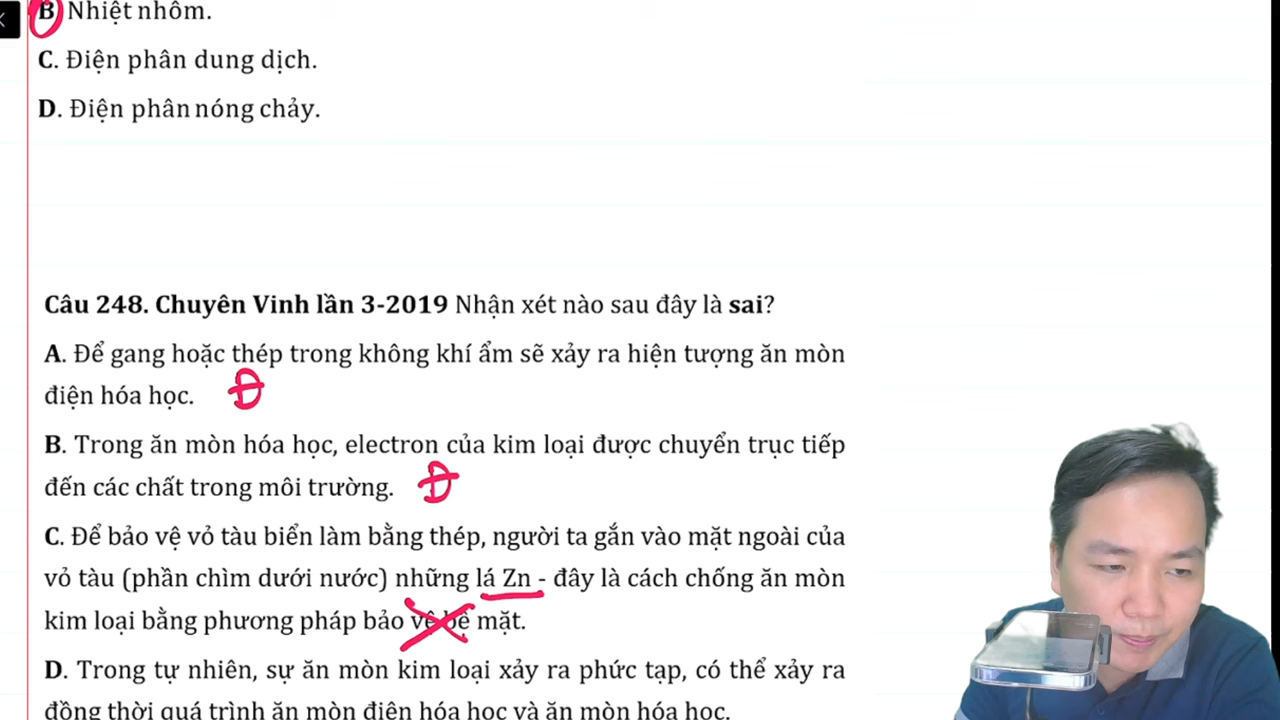 B Nhiệt nhôm.
C. Điện phân dung dịch.
D. Điện phân nóng chảy.
Câu 248. Chuyên Vinh lần 3-2019 Nhận xét nào sau đây là sai?
A. Để gang hoặc thép trong không khí ẩm sẽ xảy ra hiện tượng ăn mòn
điện hóa học. Đ
B. Trong ăn mòn hóa học, electron của kim loại được chuyển trục tiếp
đến các chất trong môi trường. Đ
C. Để bảo vệ vỏ tàu biển làm bằng thép, người ta gắn vào mặt ngoài của
vỏ tàu (phần chìm dưới nước) những lá Zn - đây là cách chống ăn mòn
kim loại bằng phương pháp bảo vệ bề mặt.
D. Trong tự nhiên, sự ăn mòn kim loại xảy ra phức tạp, có thể xảy ra
đồng thời quá trình ăn mòn điện hóa học và ăn mòn hóa học.